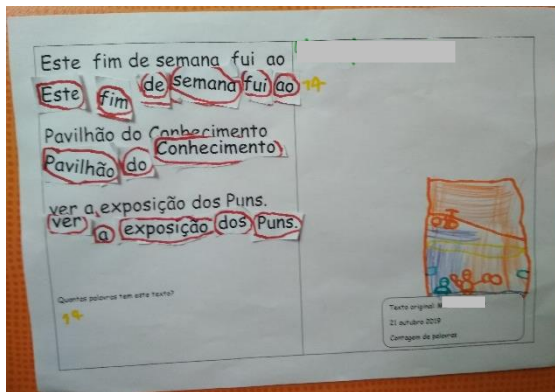 Este fim de semana fui ao
Este fim de semana fui ao 14
Pavilhão do Conhecimento
Pavilhão do Conhecimento
ver a exposição dos Puns.
ver a exposição dos Puns.
Quantas palavras tem este texto?
14
Texto original:
21 outubro 2019
Contagem de palavras